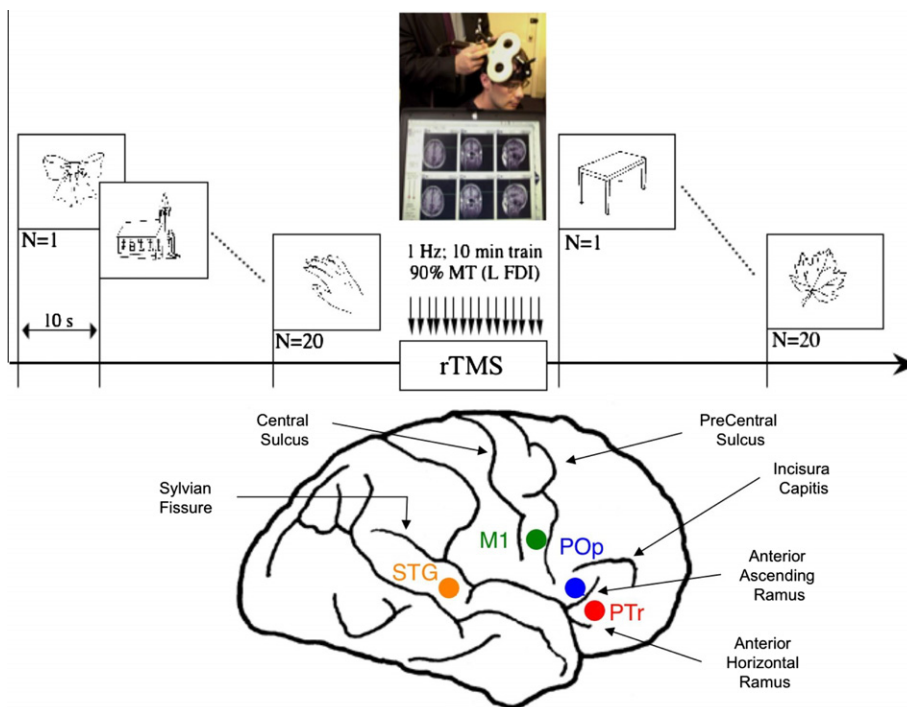 N=1
10 s
N=20
1 Hz; 10 min train
90% MT (L FDI)
rTMS
N=1
N=20
Central
Sulcus
PreCentral
Sulcus
Sylvian
Fissure
Incisura
Capitis
M1
POp
STG
PTr
Anterior
Ascending
Ramus
Anterior
Horizontal
Ramus